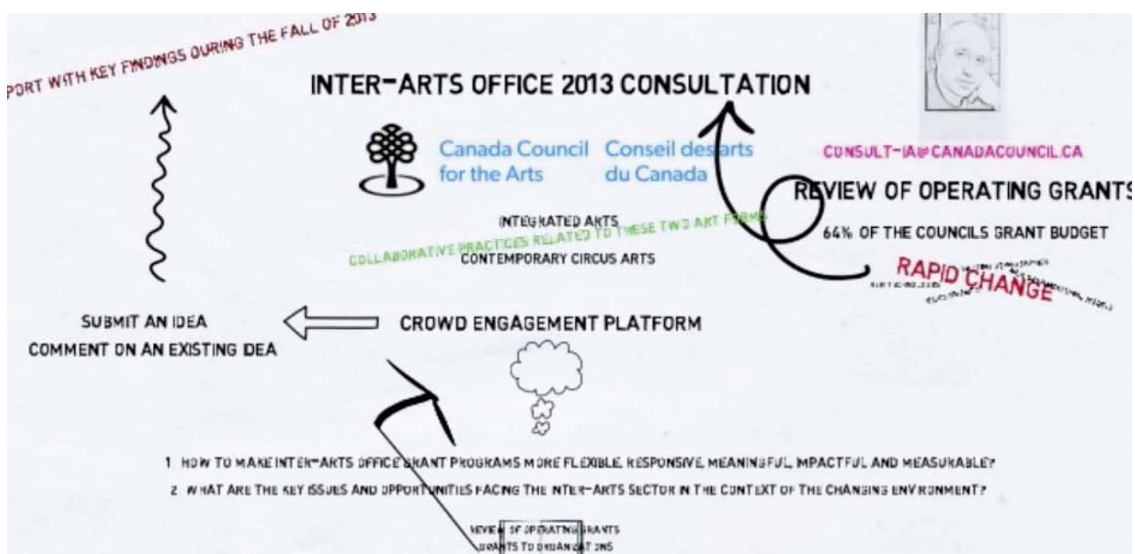 PORT WITH KEY FINDINGS DURING THE FALL OF 2013
INTER-ARTS OFFICE 2013 CONSULTATION
Canada Council for the Arts
Conseil des arts du Canada
CONSULT-IA@CANADACOUNCIL.CA
REVIEW OF OPERATING GRANTS
64% OF THE COUNCILS GRANT BUDGET
RAPID CHANGE
INTEGRATED ARTS
COLLABORATIVE PRACTICES RELATED TO THESE TWO ART FORMS
CONTEMPORARY CIRCUS ARTS
SUBMIT AN IDEA
COMMENT ON AN EXISTING IDEA
CROWD ENGAGEMENT PLATFORM
1 HOW TO MAKE INTER-ARTS OFFICE GRANT PROGRAMS MORE FLEXIBLE, RESPONSIVE, MEANINGFUL, IMPACTFUL AND MEASURABLE?
2 WHAT ARE THE KEY ISSUES AND OPPORTUNITIES FACING THE INTER-ARTS SECTOR IN THE CONTEXT OF THE CHANGING ENVIRONMENT?
REVIEW OF OPERATING GRANTS
GRANTS TO ORGANIZATIONS